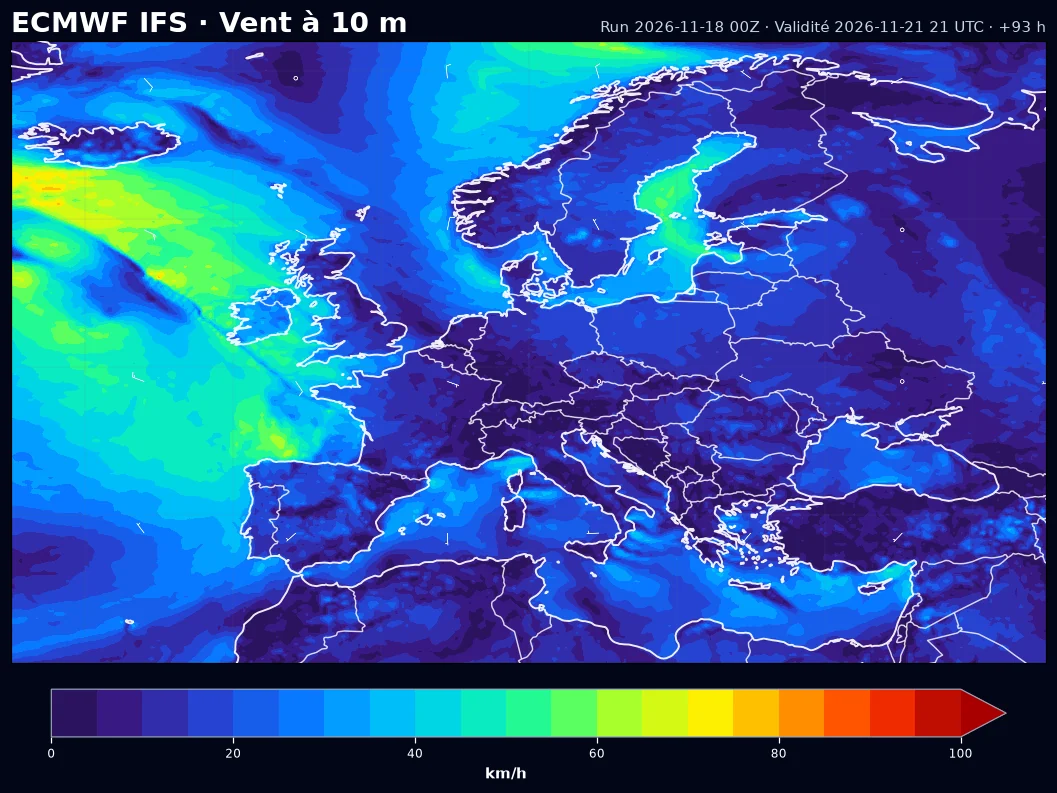 ECMWF IFS · Vent à 10 m
Run 2026-11-18 00Z · Validité 2026-11-21 21 UTC · +93 h
0 20 40 60 80 100
km/h